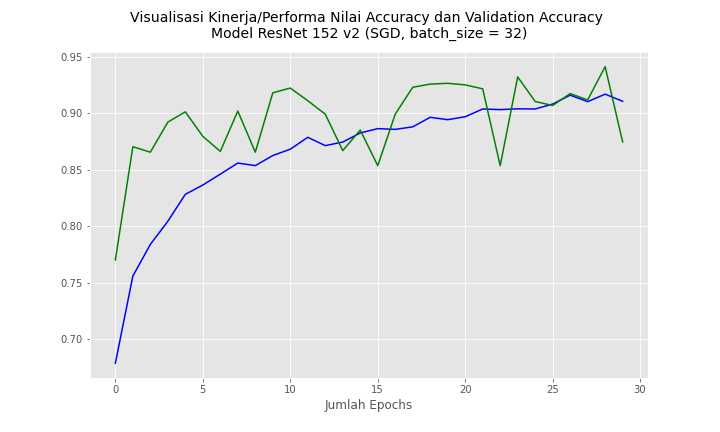 Visualisasi Kinerja/Performa Nilai Accuracy dan Validation Accuracy
Model ResNet 152 v2 (SGD, batch_size = 32)
0.95
0.90
0.85
0.80
0.75
0.70
0 5 10 15 20 25 30
Jumlah Epochs